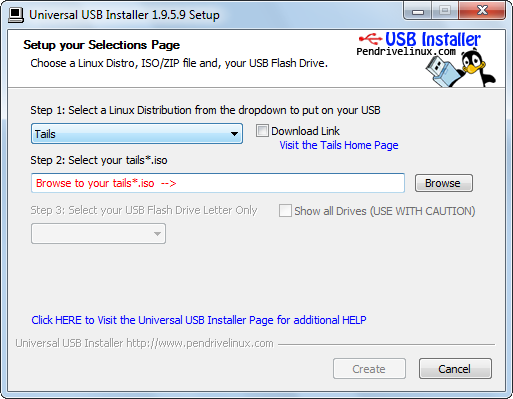 Universal USB Installer 1.9.5.9 Setup
Setup your Selections Page
Choose a Linux Distro, ISO/ZIP file and, your USB Flash Drive.
USB Installer
Pendrivelinux.com
Step 1: Select a Linux Distribution from the dropdown to put on your USB
Tails
Download Link
Visit the Tails Home Page
Step 2: Select your tails*.iso
Browse to your tails*.iso -->
Browse
Step 3: Select your USB Flash Drive Letter Only
Show all Drives (USE WITH CAUTION)
Click HERE to Visit the Universal USB Installer Page for additional HELP
Universal USB Installer http://www.pendrivelinux.com
Create
Cancel